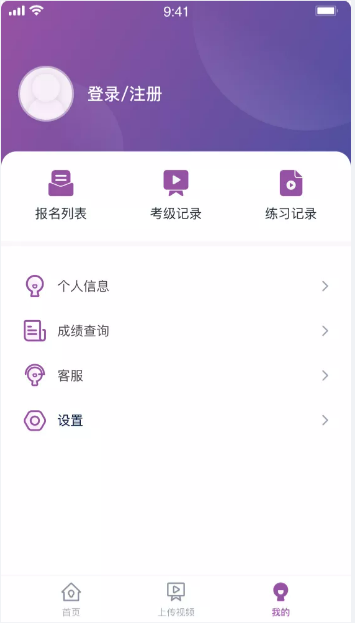 9:41
登录/注册
报名列表 考级记录 练习记录
个人信息
成绩查询
客服
设置
首页 上传视频 我的